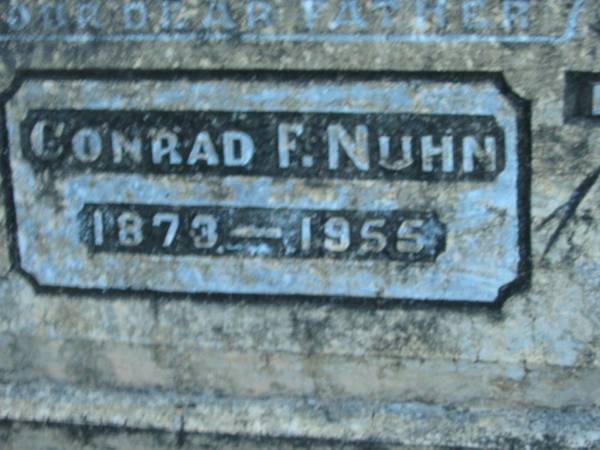 OUR DEAR FATHER
CONRAD F. NUHN
1873 — 1955